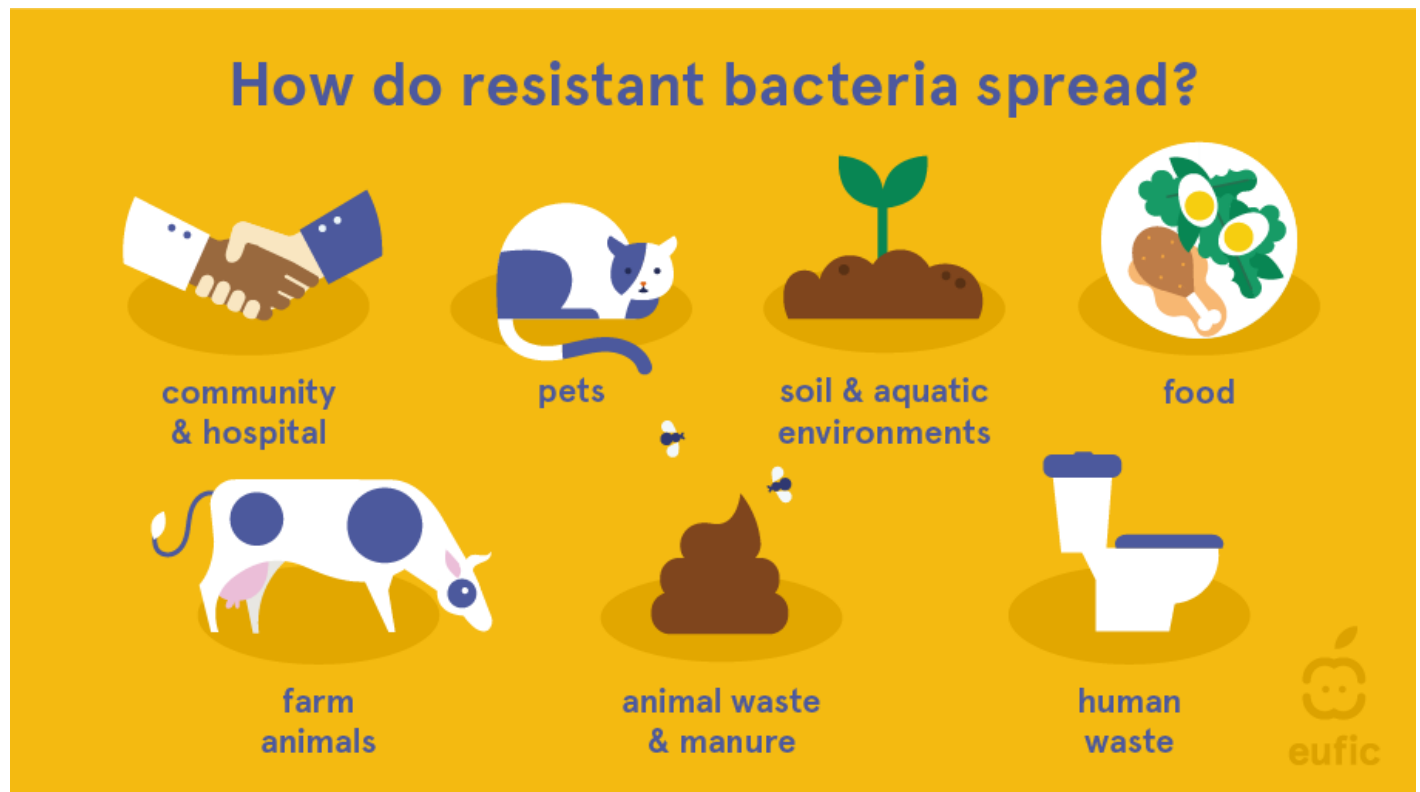 How do resistant bacteria spread?
community
& hospital
pets
soil & aquatic
environments
food
farm
animals
animal waste
& manure
human
waste
eufic